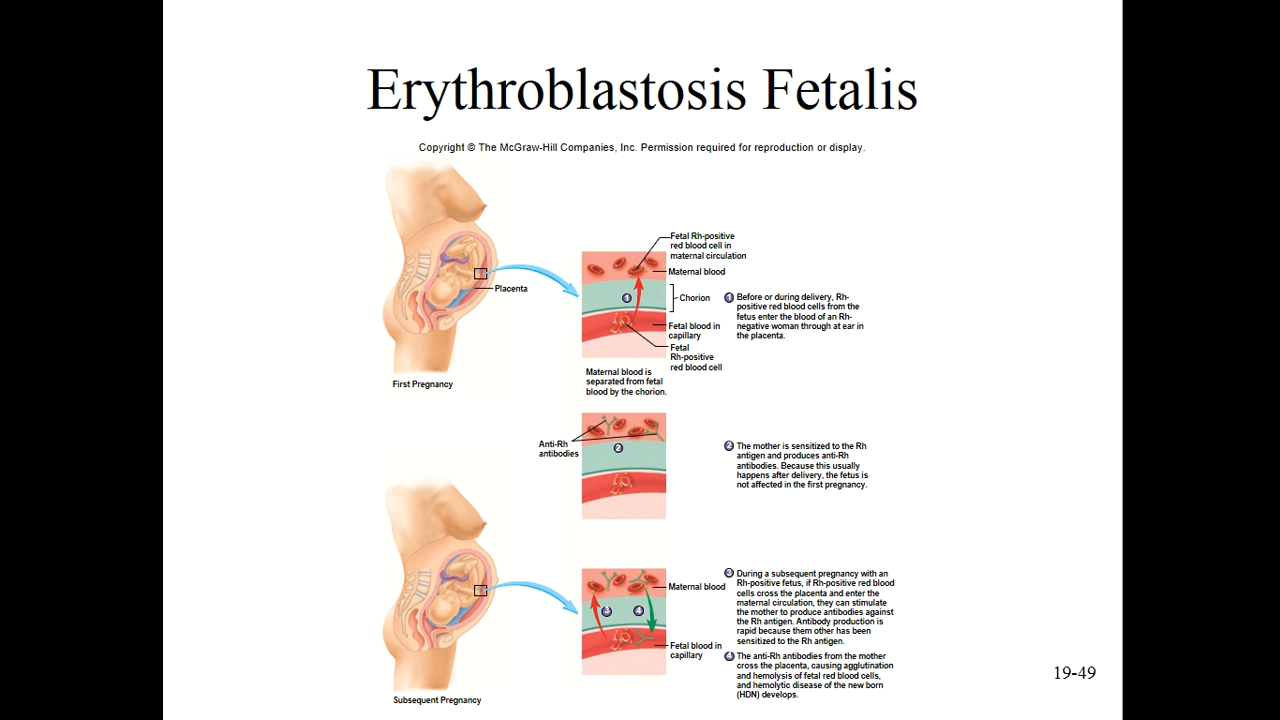 Erythroblastosis Fetalis
Copyright © The McGraw-Hill Companies, Inc. Permission required for reproduction or display.
Fetal Rh-positive
red blood cell in
maternal circulation
Maternal blood
Placenta
1
Chorion
Fetal blood in
capillary
Fetal
Rh-positive
red blood cell
1 Before or during delivery, Rh-
positive red blood cells from the
fetus enter the blood of an Rh-
negative woman through at ear in
the placenta.
Maternal blood is
separated from fetal
blood by the chorion.
First Pregnancy
Anti-Rh
antibodies
2
2 The mother is sensitized to the Rh
antigen and produces anti-Rh
antibodies. Because this usually
happens after delivery, the fetus is
not affected in the first pregnancy.
Maternal blood
3 4
Fetal blood in
capillary
3 During a subsequent pregnancy with an
Rh-positive fetus, if Rh-positive red blood
cells cross the placenta and enter the
maternal circulation, they can stimulate
the mother to produce antibodies against
the Rh antigen. Antibody production is
rapid because them other has been
sensitized to the Rh antigen.
4 The anti-Rh antibodies from the mother
cross the placenta, causing agglutination
and hemolysis of fetal red blood cells,
and hemolytic disease of the new born
(HDN) develops.
Subsequent Pregnancy
19-49